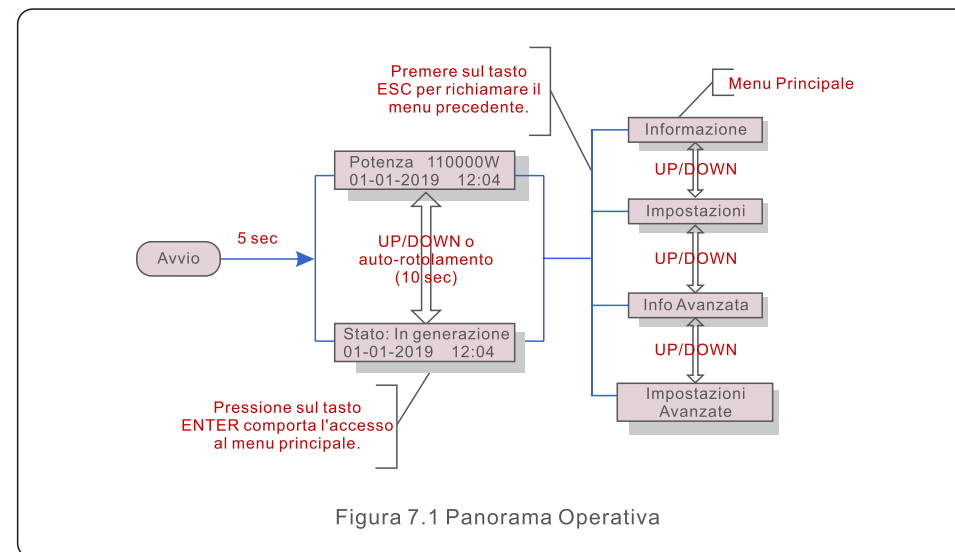 Premere sul tasto
ESC per richiamare il
menu precedente.
Menu Principale
Informazione
UP/DOWN
Potenza 110000W
01-01-2019 12:04
Impostazioni
5 sec
Avvio
UP/DOWN o
auto-rotolamento
(10 sec)
UP/DOWN
Info Avanzata
Stato: In generazione
01-01-2019 12:04
UP/DOWN
Impostazioni
Avanzate
Pressione sul tasto
ENTER comporta l'accesso
al menu principale.
Figura 7.1 Panorama Operativa